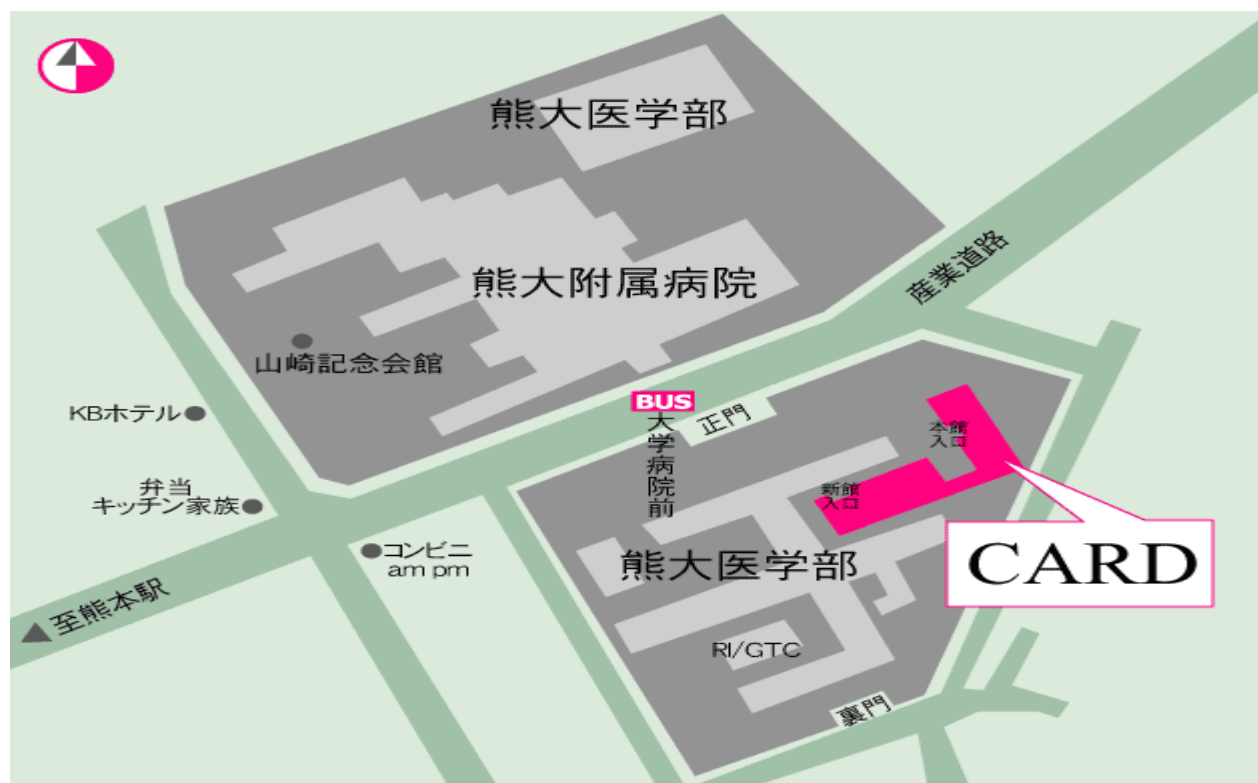 熊大医学部
産業道路
熊大附属病院
山崎記念会館
KBホテル
BUS
大学病院前
正門
本館
入口
弁当
キッチン家族
新館
入口
コンビニ
am pm
熊大医学部
CARD
至熊本駅
RI/GTC
裏門